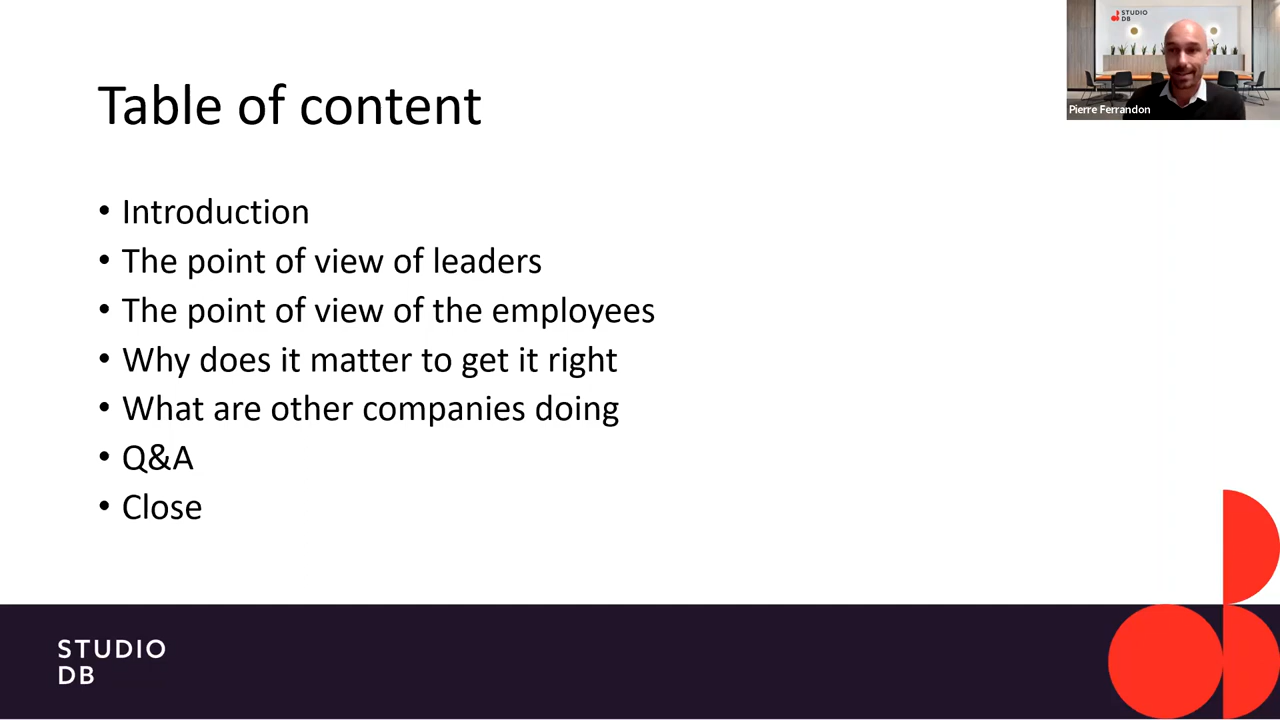 Table of content
• Introduction
• The point of view of leaders
• The point of view of the employees
• Why does it matter to get it right
• What are other companies doing
• Q&A
• Close
STUDIO
DB
STUDIO
DB
Pierre Ferrandon